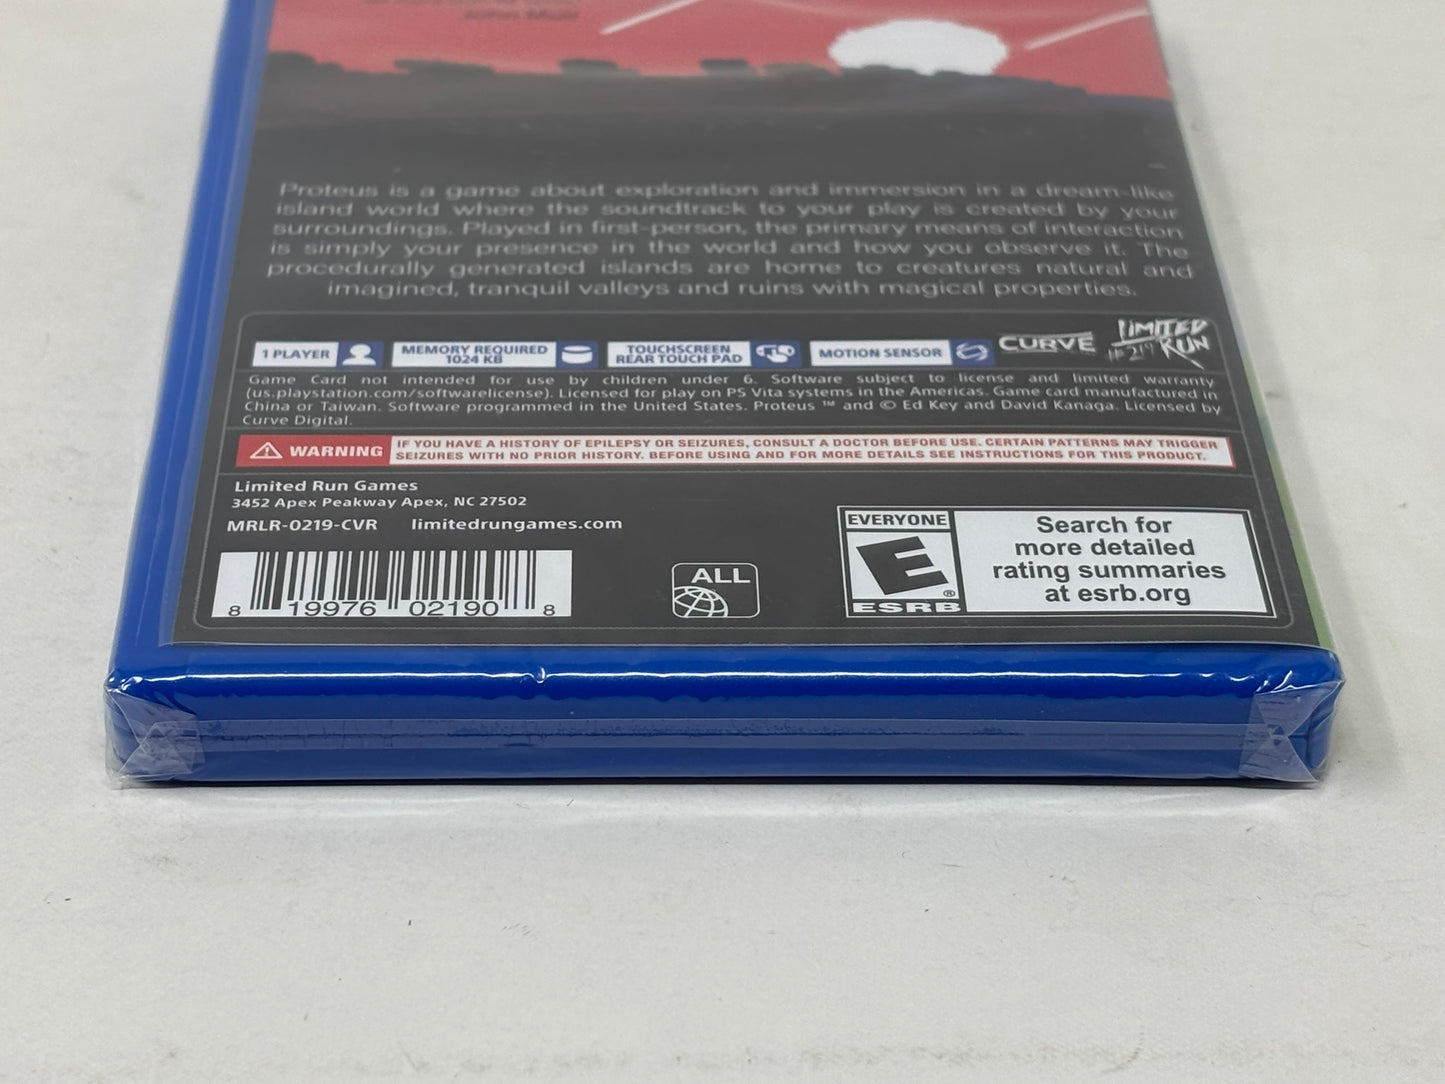 John Muir
Proteus is a game about exploration and immersion in a dream-like
island world where the soundtrack to your play is created by your
surroundings. Played in first-person, the primary means of interaction
is simply your presence in the world and how you observe it. The
procedurally generated islands are home to creatures natural and
imagined, tranquil valleys and ruins with magical properties.
1 PLAYER
MEMORY REQUIRED
1024 KB
TOUCHSCREEN
REAR TOUCH PAD
MOTION SENSOR
CURVE
LIMITED
RUN
Game Card not intended for use by children under 6. Software subject to license and limited warranty
(us.playstation.com/softwarelicense). Licensed for play on PS Vita systems in the Americas. Game card manufactured in
China or Taiwan. Software programmed in the United States. Proteus ™ and © Ed Key and David Kanaga. Licensed by
Curve Digital.
WARNING
IF YOU HAVE A HISTORY OF EPILEPSY OR SEIZURES, CONSULT A DOCTOR BEFORE USE. CERTAIN PATTERNS MAY TRIGGER
SEIZURES WITH NO PRIOR HISTORY. BEFORE USING AND FOR MORE DETAILS SEE INSTRUCTIONS FOR THIS PRODUCT.
Limited Run Games
3452 Apex Peakway Apex, NC 27502
MRLR-0219-CVR limitedrungames.com
8 19976 02190 8
ALL
EVERYONE
E
®
ESRB
Search for
more detailed
rating summaries
at esrb.org